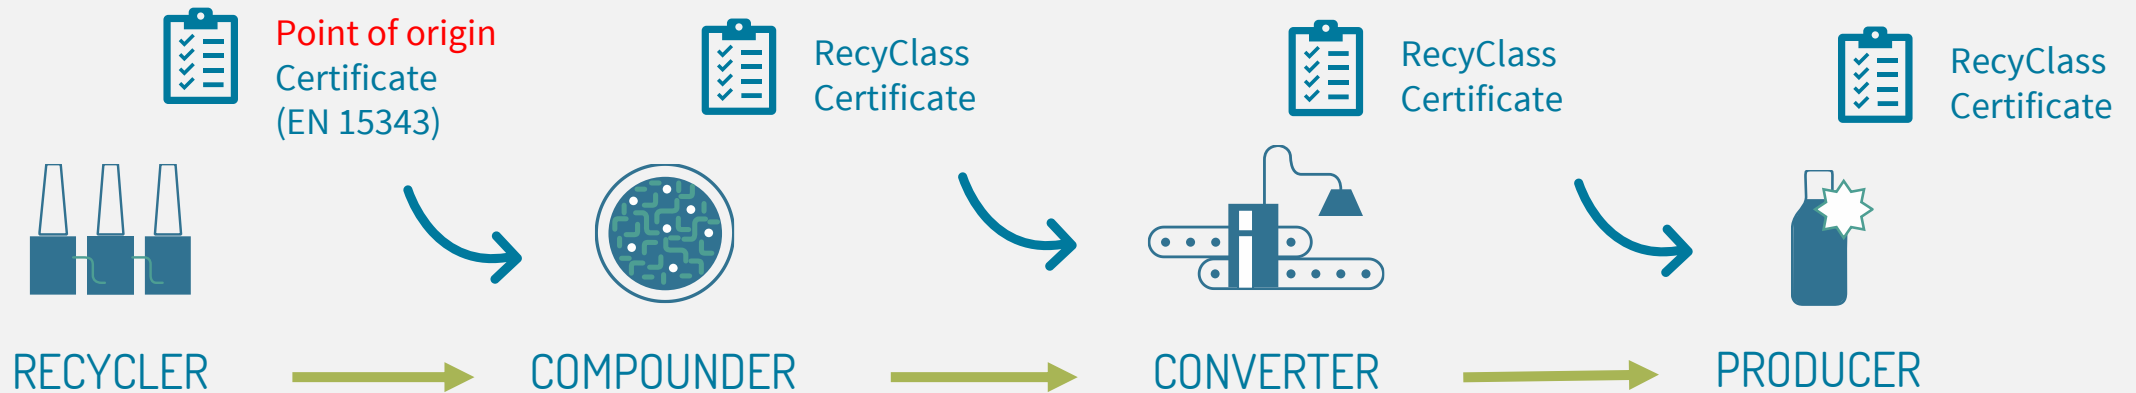 Point of origin
Certificate
(EN 15343)
RecyClass
Certificate
RecyClass
Certificate
RecyClass
Certificate
RECYCLER
COMPOUNDER
CONVERTER
PRODUCER